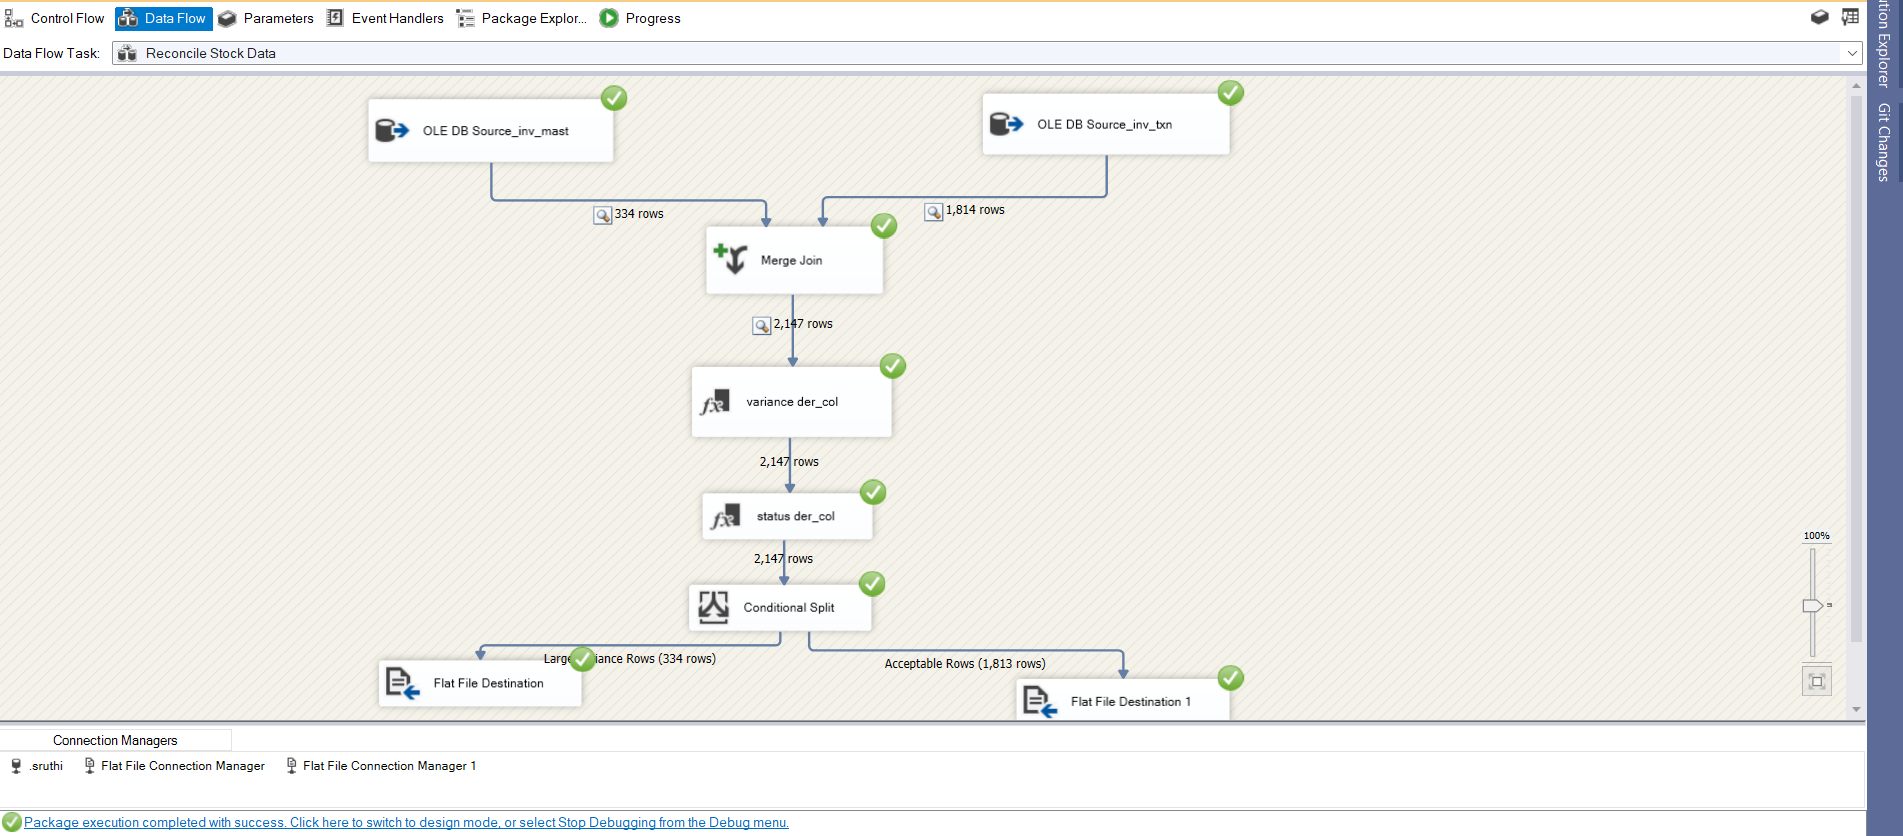 Control Flow
Data Flow
Parameters
Event Handlers
Package Explor...
Progress
Data Flow Task:
Reconcile Stock Data
OLE DB Source_inv_mast
OLE DB Source_inv_txn
334 rows
1,814 rows
Merge Join
2,147 rows
variance der_col
2,147 rows
status der_col
2,147 rows
Conditional Split
(334 rows)
Acceptable Rows (1,813 rows)
Flat File Destination
Flat File Destination 1
100%
Connection Managers
.sruthi
Flat File Connection Manager
Flat File Connection Manager 1
Package execution completed with success. Click here to switch to design mode, or select Stop Debugging from the Debug menu.
Explorer
Git Changes